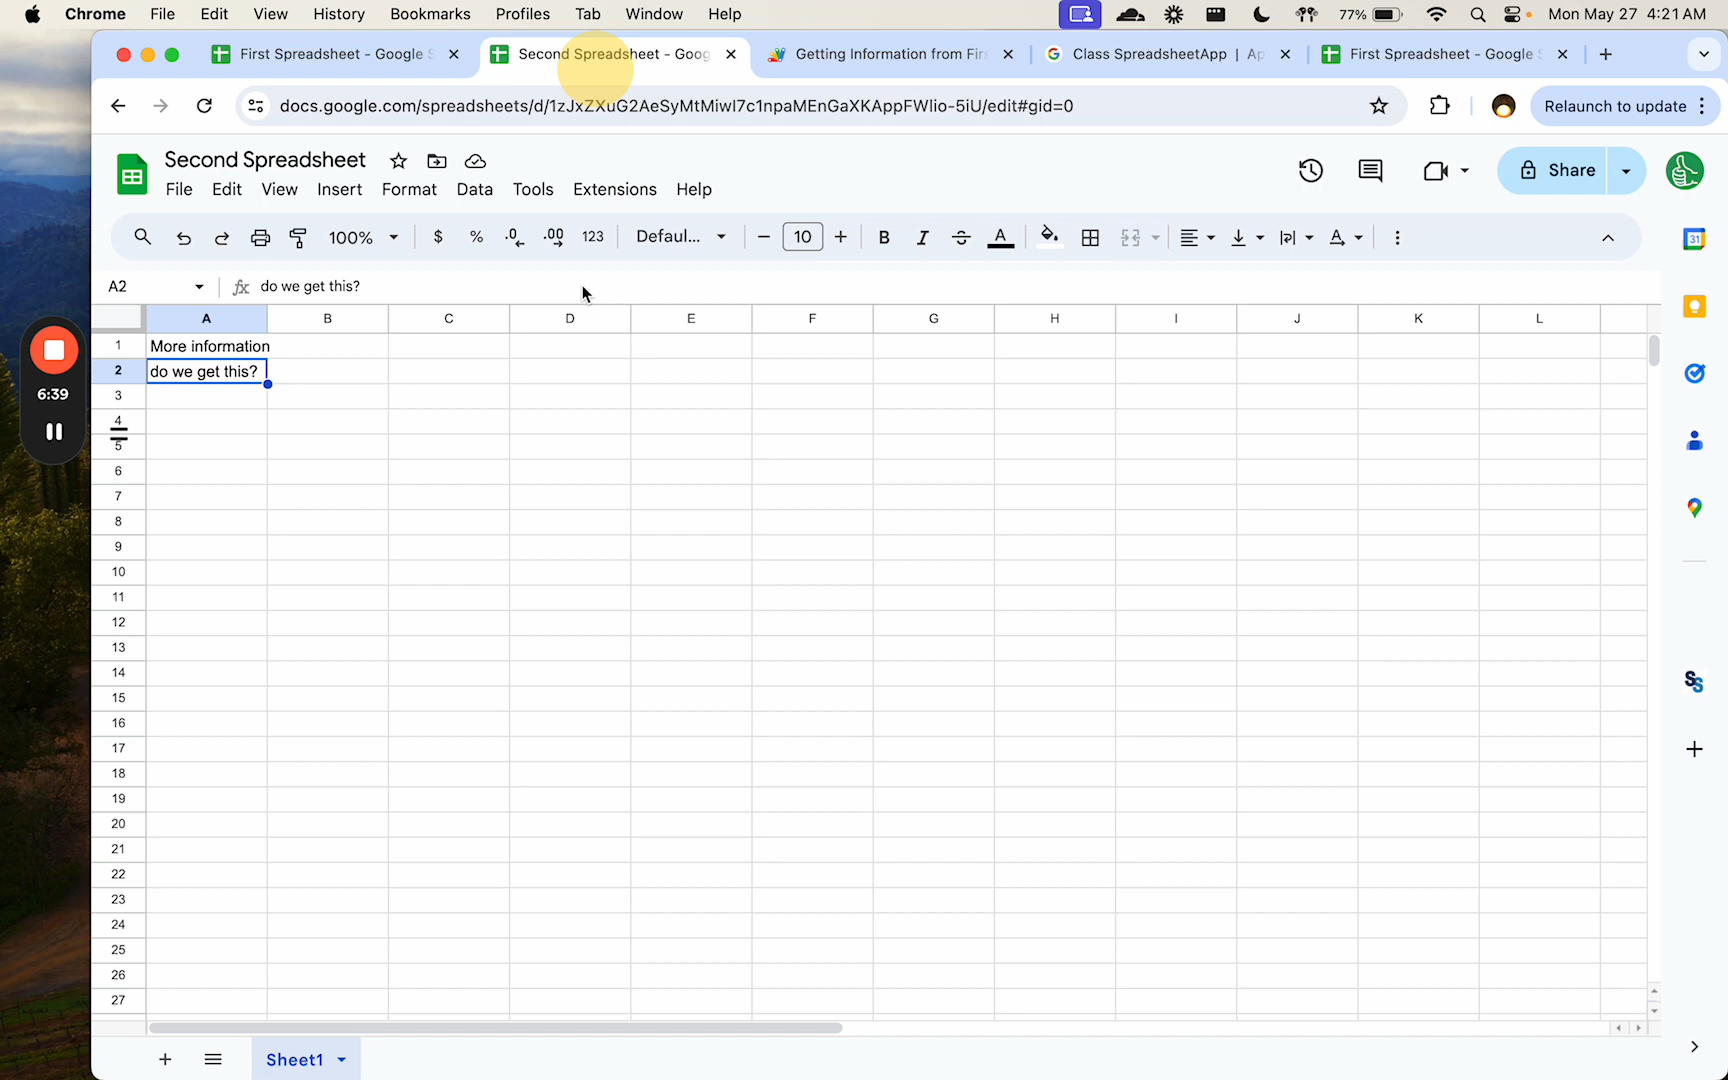 Chrome File Edit View History Bookmarks Profiles Tab Window Help 77% Mon May 27 4:21 AM
First Spreadsheet - Google S Second Spreadsheet - Goog Getting Information from Firs Class SpreadsheetApp | Ap First Spreadsheet - Google S
docs.google.com/spreadsheets/d/1zJxZXuG2AeSyMtMiwI7c1npaMEnGaXKAppFWlio-5iU/edit#gid=0 Relaunch to update
Second Spreadsheet
Share
File Edit View Insert Format Data Tools Extensions Help
100% $ % .0 .00 123 Defaul... 10 B I S A A
31
A2 fx do we get this?
A B C D E F G H I J K L
1 More information
2 do we get this?
3
6:39
4
5
6
7
8
9
10
11
12
13
14
15
16
17
18
19
20
21
22
23
24
25
26
27
Sheet1